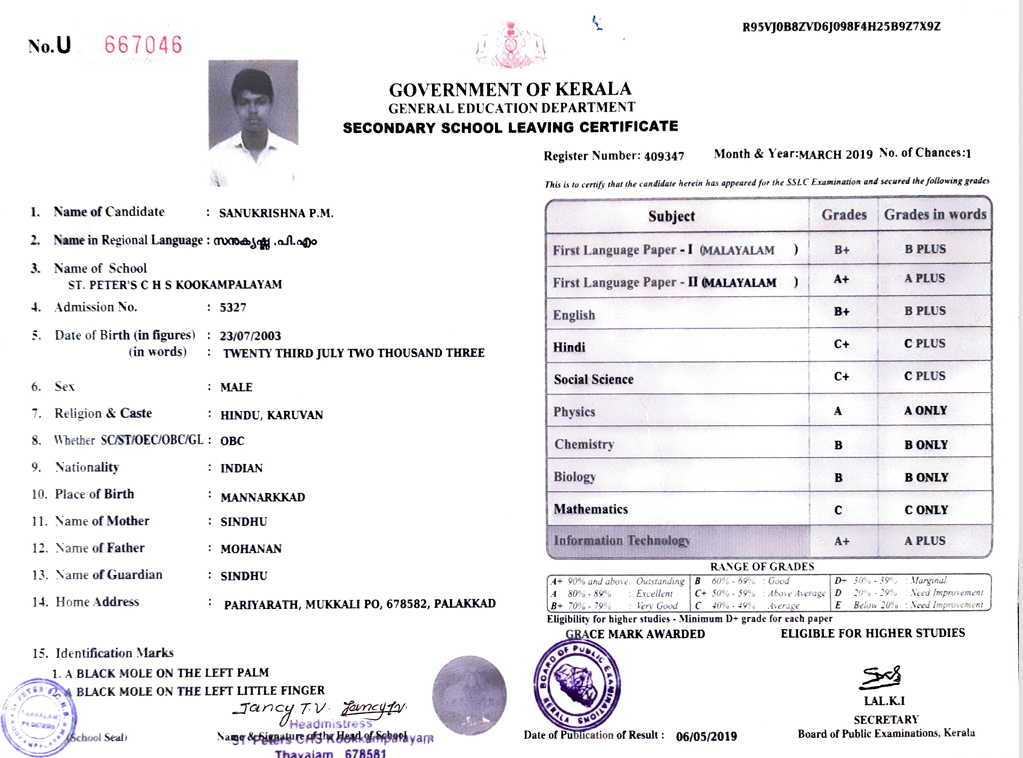 R95VJ0B8ZVD6J098F4H25B9Z7X9Z
No.U 667046
GOVERNMENT OF KERALA
GENERAL EDUCATION DEPARTMENT
SECONDARY SCHOOL LEAVING CERTIFICATE
Register Number: 409347 Month & Year:MARCH 2019 No. of Chances:1
This is to certify that the candidate herein has appeared for the SSLC Examination and secured the following grades
1. Name of Candidate : SANUKRISHNA P.M.
2. Name in Regional Language : സനുകൃഷ്ണ .പി.എം
3. Name of School
ST. PETER'S C H S KOOKAMPALAYAM
4. Admission No. : 5327
5. Date of Birth (in figures) : 23/07/2003
(in words) : TWENTY THIRD JULY TWO THOUSAND THREE
6. Sex : MALE
7. Religion & Caste : HINDU, KARUVAN
8. Whether SC/ST/OEC/OBC/GL : OBC
9. Nationality : INDIAN
10. Place of Birth : MANNARKKAD
11. Name of Mother : SINDHU
12. Name of Father : MOHANAN
13. Name of Guardian : SINDHU
14. Home Address : PARIYARATH, MUKKALI PO, 678582, PALAKKAD
15. Identification Marks
1. A BLACK MOLE ON THE LEFT PALM
A BLACK MOLE ON THE LEFT LITTLE FINGER
Jancy T.V. Jancy T.V.
Headmistress
(School Seal) Name & Signature of the Head of School
St Peters CHS Kookkampalayam
Thavalam 678581
Subject Grades Grades in words
First Language Paper - I (MALAYALAM ) B+ B PLUS
First Language Paper - II (MALAYALAM ) A+ A PLUS
English B+ B PLUS
Hindi C+ C PLUS
Social Science C+ C PLUS
Physics A A ONLY
Chemistry B B ONLY
Biology B B ONLY
Mathematics C C ONLY
Information Technology A+ A PLUS
RANGE OF GRADES
A+ 90% and above. Outstanding B 60% - 69% : Good D+ 30% - 39% : Marginal
A 80% - 89% : Excellent C+ 50% - 59% : Above Average D 20% - 29% : Need Improvement
B+ 70% - 79% : Very Good C 40% - 49% : Average E Below 20% : Need Improvement
Eligibility for higher studies - Minimum D+ grade for each paper
GRACE MARK AWARDED ELIGIBLE FOR HIGHER STUDIES
BOARD OF PUBLIC EXAMINATIONS KERALA
LAL.K.I
SECRETARY
Date of Publication of Result : 06/05/2019 Board of Public Examinations, Kerala